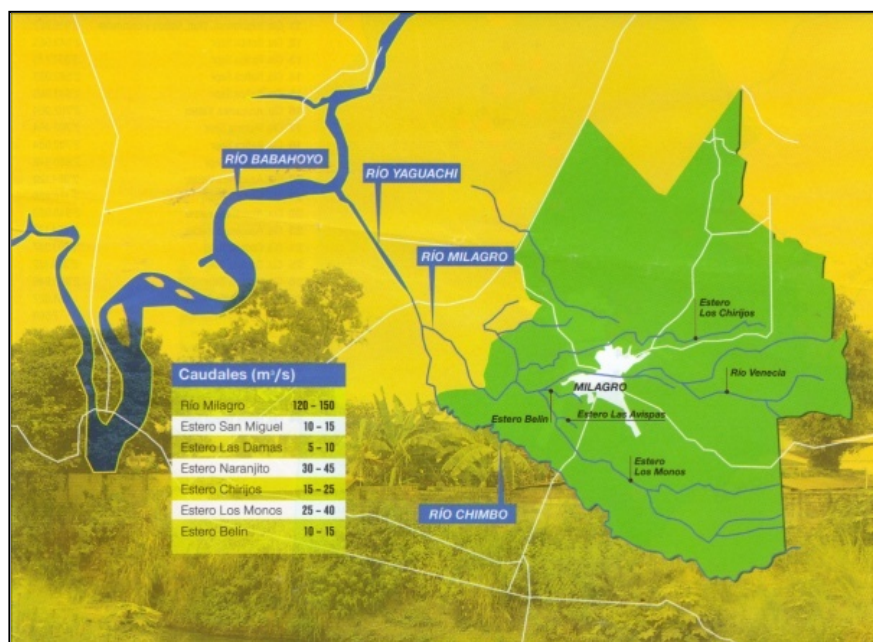 RÍO BABAHOYO
RÍO YAGUACHI
RÍO MILAGRO
Estero
Los Chirijos
Río Venecia
MILAGRO
Estero Belín
Estero Las Avispas
Estero
Los Monos
RÍO CHIMBO
Caudales (m³/s)
Río Milagro 120 – 150
Estero San Miguel 10 – 15
Estero Las Damas 5 – 10
Estero Naranjito 30 – 45
Estero Chirijos 15 – 25
Estero Los Monos 25 – 40
Estero Belín 10 – 15